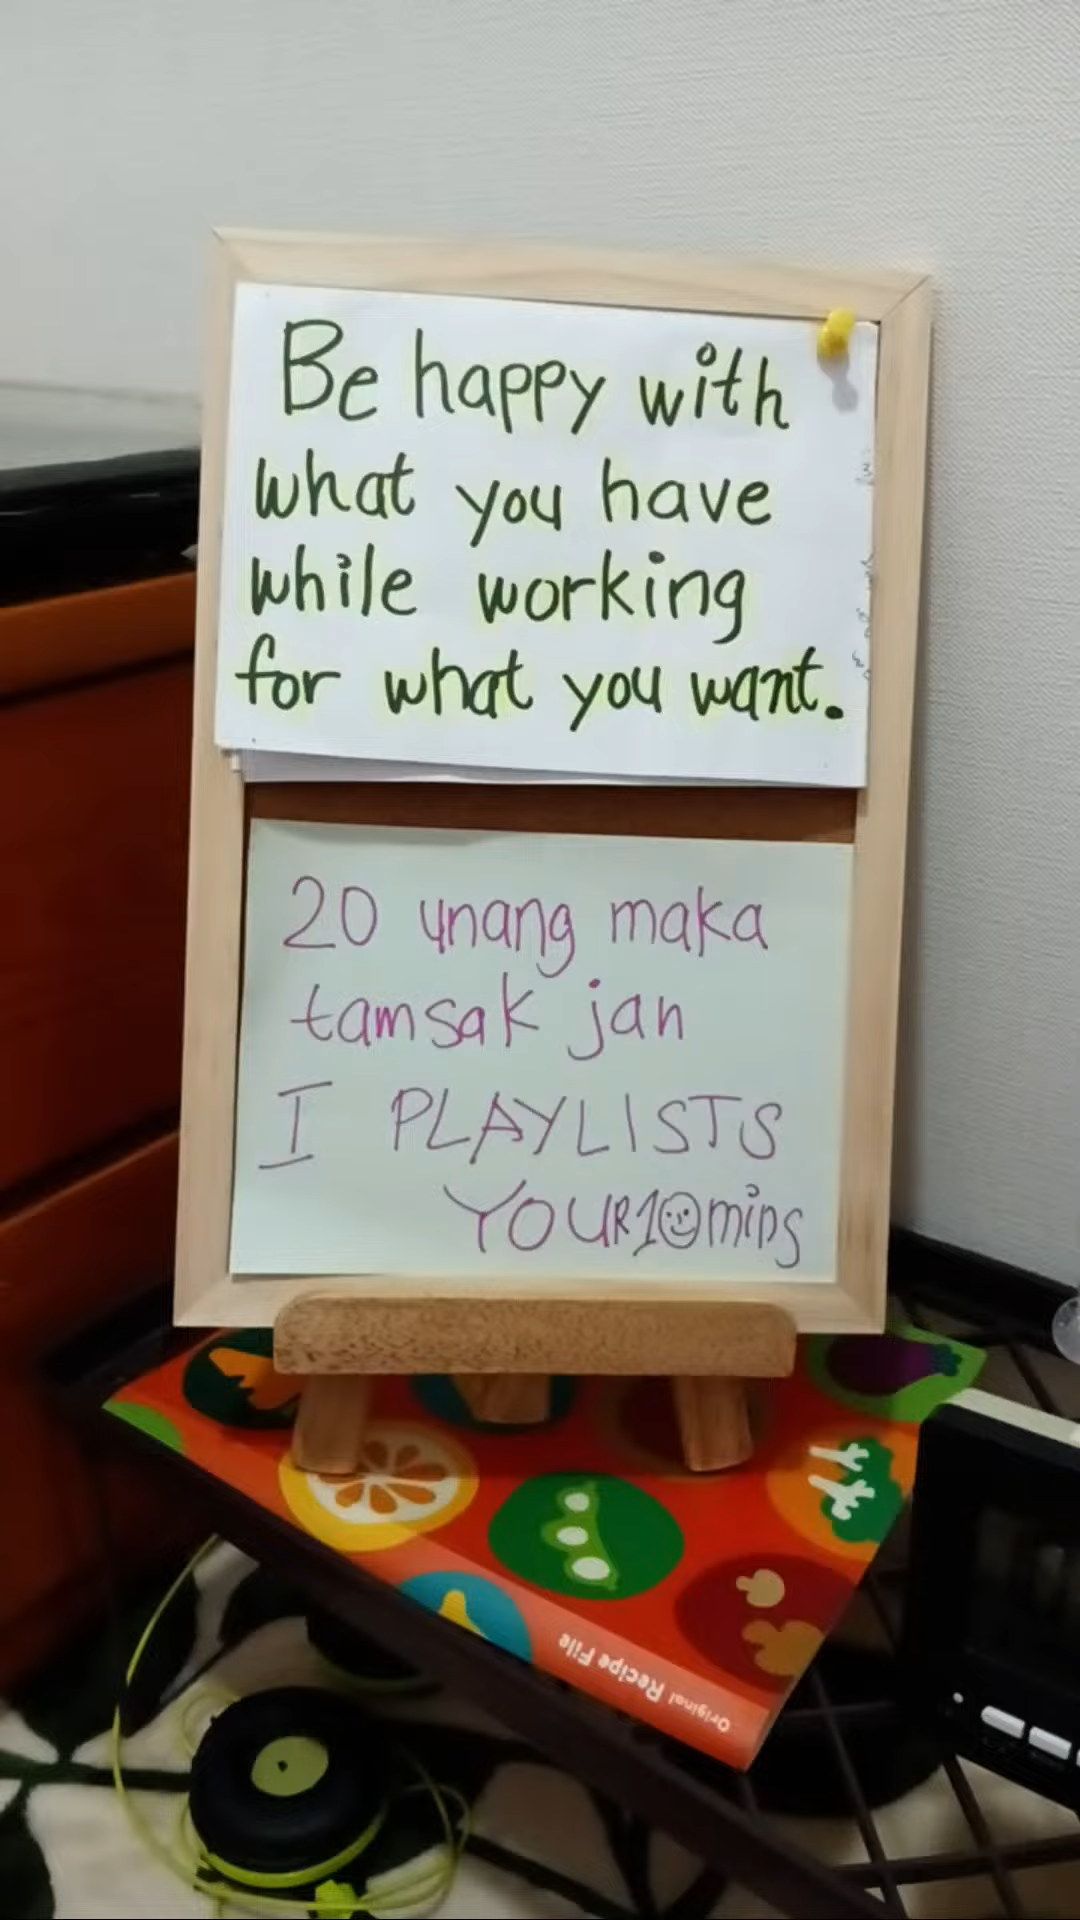 Be happy with
what you have
while working
for what you want.
20 unang maka
tamsak jan
I PLAYLISTS
YOUR10mins
Original Recipe File